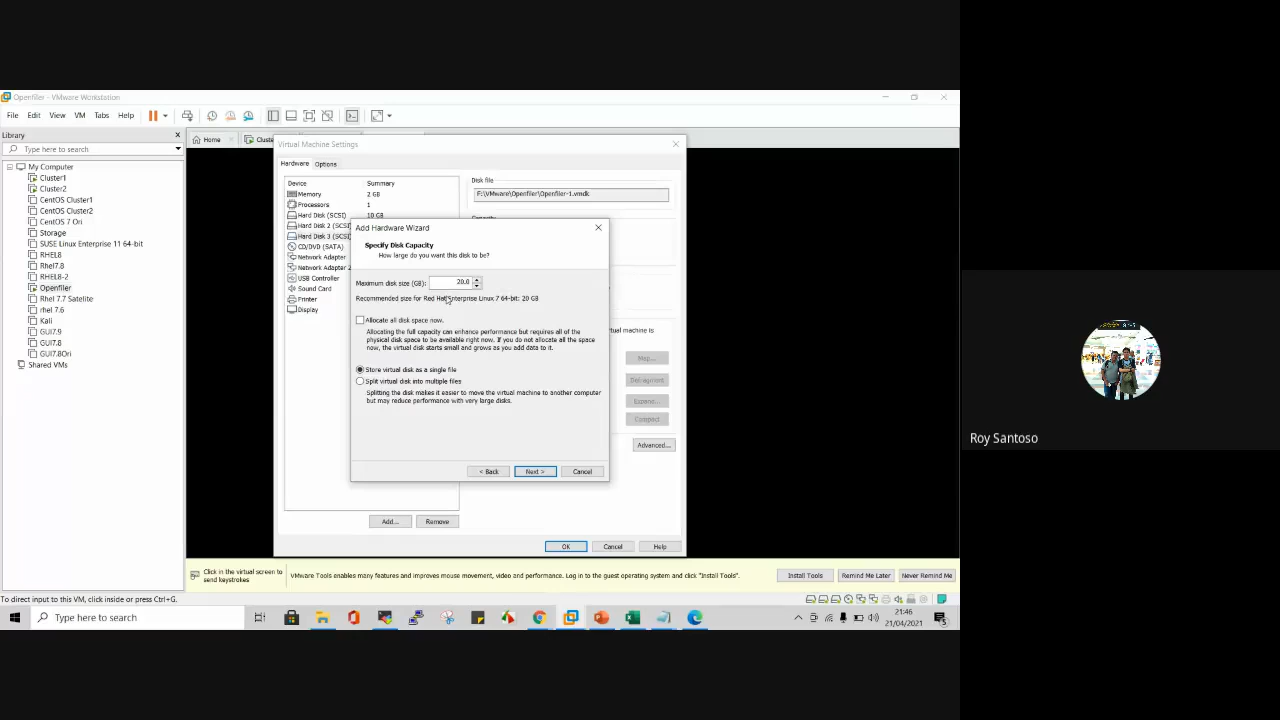 Openfiller - VMware Workstation
File Edit View VM Tabs Help
Library
Type here to search
My Computer
Cluster1
Cluster2
CentOS Cluster1
CentOS Cluster2
CentOS 7 Ori
Storage
SUSE Linux Enterprise 11 64-bit
RHEL8
Rhel7.8
RHEL8-2
Openfiler
Rhel 7.7 Satellite
rhel 7.6
Kali
GUI7.9
GUI7.8
GUI7.8Ori
Shared VMs
Home
Virtual Machine Settings
Hardware Options
Device Summary
Memory 2 GB
Processors 1
Hard Disk (SCSI) 10 GB
Hard Disk 2 (SCSI
Hard Disk 3 (SCSI
CD/DVD (SATA)
Network Adapter
Network Adapter 2
USB Controller
Sound Card
Printer
Display
Disk file
F:\VMware\Openfiler\Openfiler-1.vmdk
Add Hardware Wizard
Specify Disk Capacity
How large do you want this disk to be?
Maximum disk size (GB): 20.0
Recommended size for Red Hat Enterprise Linux 7 64-bit: 20 GB
Allocate all disk space now.
Allocating the full capacity can enhance performance but requires all of the
physical disk space to be available right now. If you do not allocate all the space
now, the virtual disk starts small and grows as you add data to it.
Store virtual disk as a single file
Split virtual disk into multiple files
Splitting the disk makes it easier to move the virtual machine to another computer
but may reduce performance with very large disks.
< Back Next > Cancel
machine is
Map...
Defragment
Expand...
Compact
Advanced...
Add... Remove
OK Cancel Help
Click in the virtual screen to
send keystrokes
VMware Tools enables many features and improves mouse movement, video and performance. Log in to the guest operating system and click "Install Tools".
Install Tools Remind Me Later Never Remind Me
To direct input to this VM, click inside or press Ctrl+G.
Type here to search
21:46
21/04/2021
5
Roy Santoso